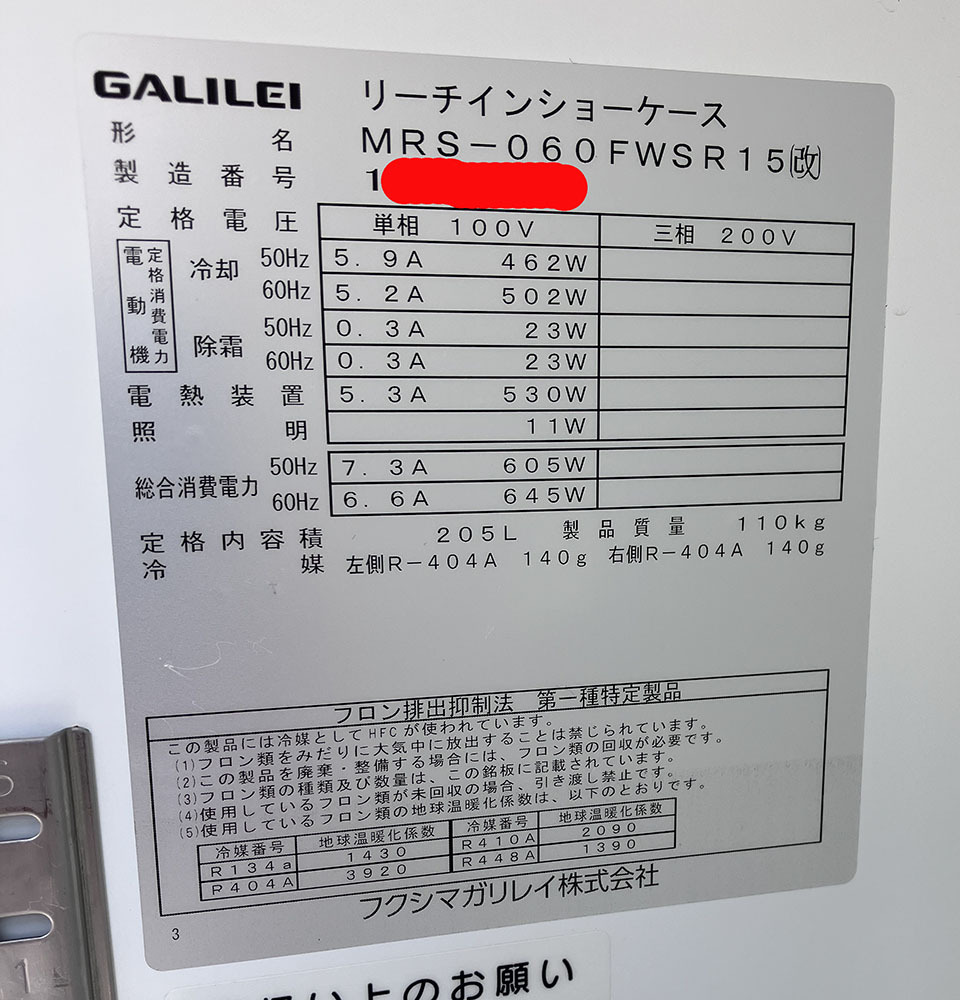 GALILEI リーチインショーケース
形名 MRS-060FWSR15㈹
製造番号 1
定格電圧 単相 100V 三相 200V
電動機 定格消費電力 冷却 50Hz 5.9A 462W
60Hz 5.2A 502W
除霜 50Hz 0.3A 23W
60Hz 0.3A 23W
電熱装置 5.3A 530W
照明 11W
総合消費電力 50Hz 7.3A 605W
60Hz 6.6A 645W
定格内容積 205L 製品質量 110kg
冷媒 左側R-404A 140g 右側R-404A 140g
フロン排出抑制法 第一種特定製品
この製品には冷媒としてHFCが使われています。
(1)フロン類をみだりに大気中に放出することは禁じられています。
(2)この製品を廃棄・整備する場合には、フロン類の回収が必要です。
(3)フロン類の種類及び数量は、この銘板に記載されています。
(4)使用しているフロン類が未回収の場合、引き渡し禁止です。
(5)使用しているフロン類の地球温暖化係数は、以下のとおりです。
冷媒番号 地球温暖化係数 冷媒番号 地球温暖化係数
R134a 1430 R410A 2090
R404A 3920 R448A 1390
フクシマガリレイ株式会社
3
扱い上のお願い
1